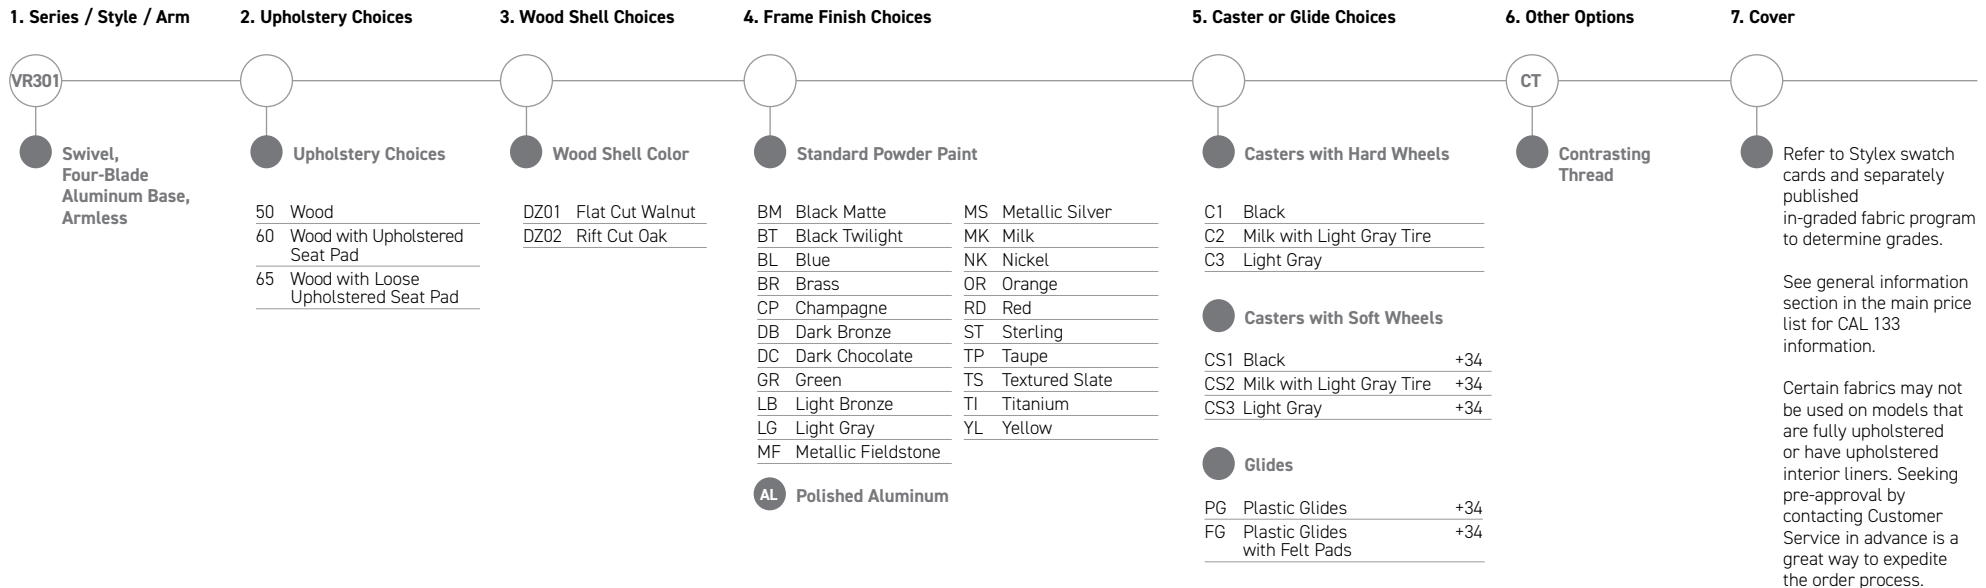 1. Series / Style / Arm
2. Upholstery Choices
3. Wood Shell Choices
4. Frame Finish Choices
5. Caster or Glide Choices
6. Other Options
7. Cover
VR301
CT
Swivel,
Four-Blade
Aluminum Base,
Armless
Upholstery Choices
50 Wood
60 Wood with Upholstered
Seat Pad
65 Wood with Loose
Upholstered Seat Pad
Wood Shell Color
DZ01 Flat Cut Walnut
DZ02 Rift Cut Oak
Standard Powder Paint
BM Black Matte
BT Black Twilight
BL Blue
BR Brass
CP Champagne
DB Dark Bronze
DC Dark Chocolate
GR Green
LB Light Bronze
LG Light Gray
MF Metallic Fieldstone
MS Metallic Silver
MK Milk
NK Nickel
OR Orange
RD Red
ST Sterling
TP Taupe
TS Textured Slate
TI Titanium
YL Yellow
AL Polished Aluminum
Casters with Hard Wheels
C1 Black
C2 Milk with Light Gray Tire
C3 Light Gray
Casters with Soft Wheels
CS1 Black +34
CS2 Milk with Light Gray Tire +34
CS3 Light Gray +34
Glides
PG Plastic Glides +34
FG Plastic Glides +34
with Felt Pads
Contrasting
Thread
Refer to Stylex swatch
cards and separately
published
in-graded fabric program
to determine grades.
See general information
section in the main price
list for CAL 133
information.
Certain fabrics may not
be used on models that
are fully upholstered
or have upholstered
interior liners. Seeking
pre-approval by
contacting Customer
Service in advance is a
great way to expedite
the order process.